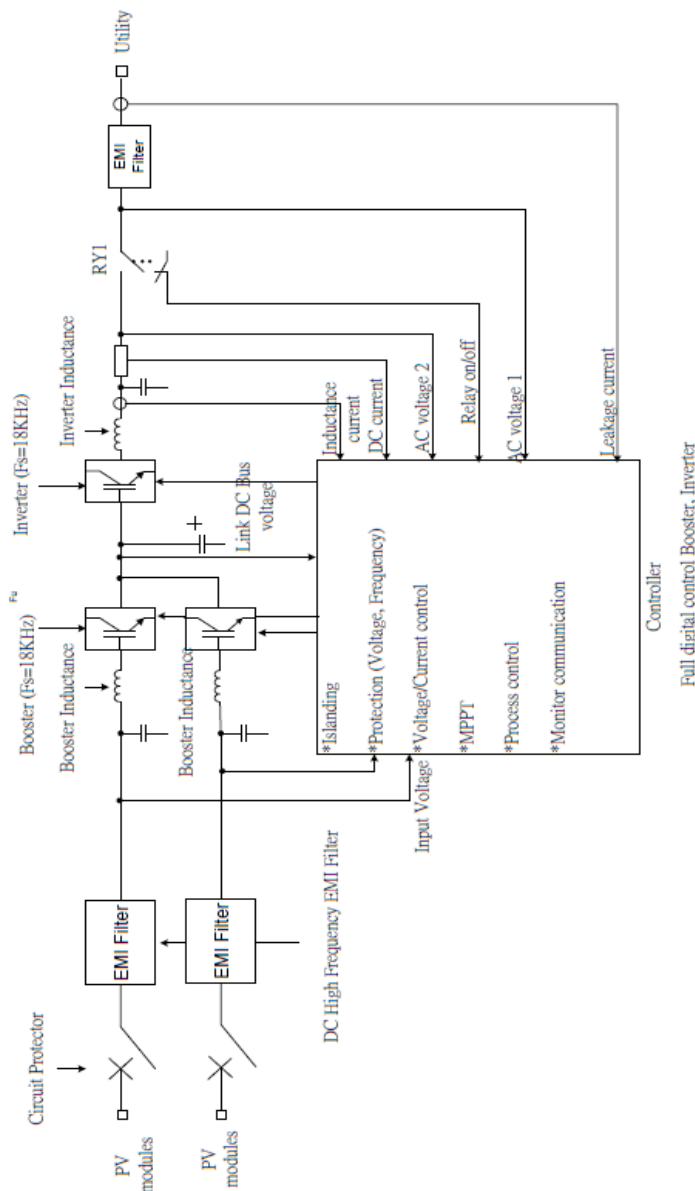 Circuit Protector
PV
modules
PV
modules
EMI Filter
EMI Filter
DC High Frequency EMI Filter
Booster (Fs=18KHz)
Fu
Booster Inductance
Booster Inductance
Inverter (Fs=18KHz)
Inverter Inductance
Link DC Bus
voltage
RY1
EMI
Filter
Utility
Input Voltage
*Islanding
*Protection (Voltage, Frequency)
*Voltage/Current control
*MPPT
*Process control
*Monitor communication
Inductance
current
DC current
AC voltage 2
Relay on/off
AC voltage 1
Leakage current
Controller
Full digital control Booster, Inverter